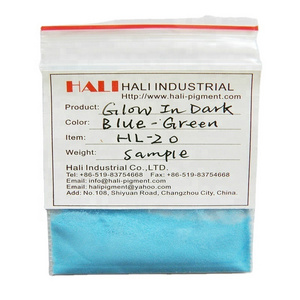 HALI HALI INDUSTRIAL
http://www.hali-pigment.com
Product: Glow In Dark
Color: Blue-Green
Item: HL-20
Weight: Sample
Hali Industrial Co.,LTD.
Tel: +86-519-83754668 Fax: +86-519-83754667
Email: info@hali-pigment.com
Email: halipigment@yahoo.com
Add: No.108, Shiyuan Road, Changzhou City, China.